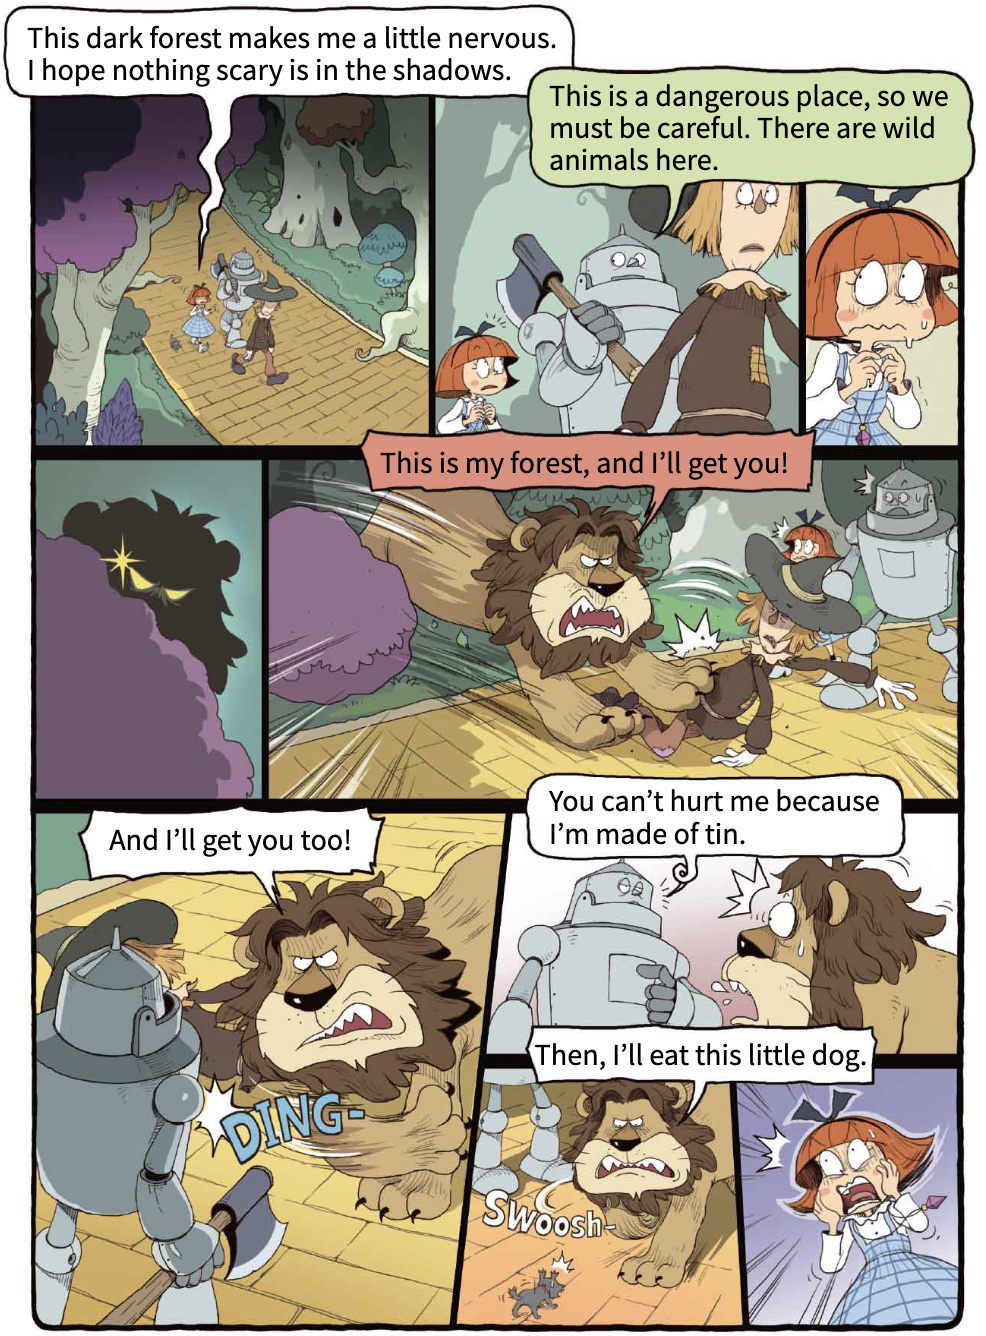 This dark forest makes me a little nervous.
I hope nothing scary is in the shadows.
This is a dangerous place, so we
must be careful. There are wild
animals here.
This is my forest, and I'll get you!
And I'll get you too!
You can't hurt me because
I'm made of tin.
DING-
Then, I'll eat this little dog.
SWOOSH-